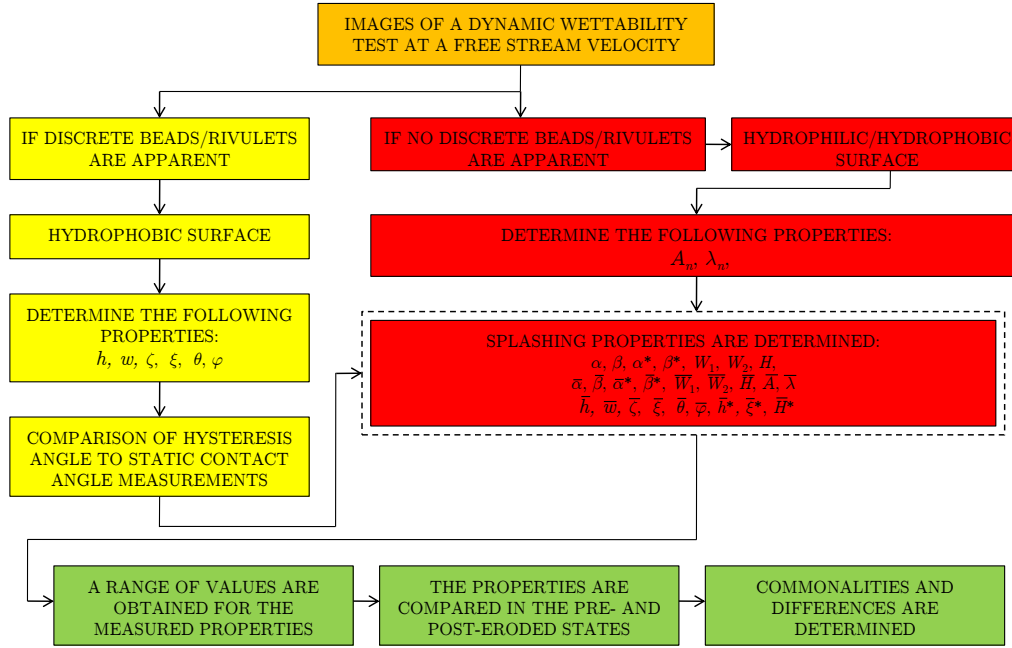 IMAGES OF A DYNAMIC WETTABILITY
TEST AT A FREE STREAM VELOCITY
IF DISCRETE BEADS/RIVULETS
ARE APPARENT
IF NO DISCRETE BEADS/RIVULETS
ARE APPARENT
HYDROPHILIC/HYDROPHOBIC
SURFACE
HYDROPHOBIC SURFACE
DETERMINE THE FOLLOWING PROPERTIES:
Aₙ, λₙ,
DETERMINE THE FOLLOWING
PROPERTIES:
h, w, ζ, ξ, θ, φ
SPLASHING PROPERTIES ARE DETERMINED:
α, β, α*, β*, W₁, W₂, H,
α̅, β̅, α̅*, β̅*, W̅₁, W̅₂, H̅, A̅, λ̅
h̅, w̅, ζ̅, ξ̅, θ̅, φ̅, h̅*, ξ̅*, H̅*
COMPARISON OF HYSTERESIS
ANGLE TO STATIC CONTACT
ANGLE MEASUREMENTS
A RANGE OF VALUES ARE
OBTAINED FOR THE
MEASURED PROPERTIES
THE PROPERTIES ARE
COMPARED IN THE PRE- AND
POST-ERODED STATES
COMMONALITIES AND
DIFFERENCES ARE
DETERMINED